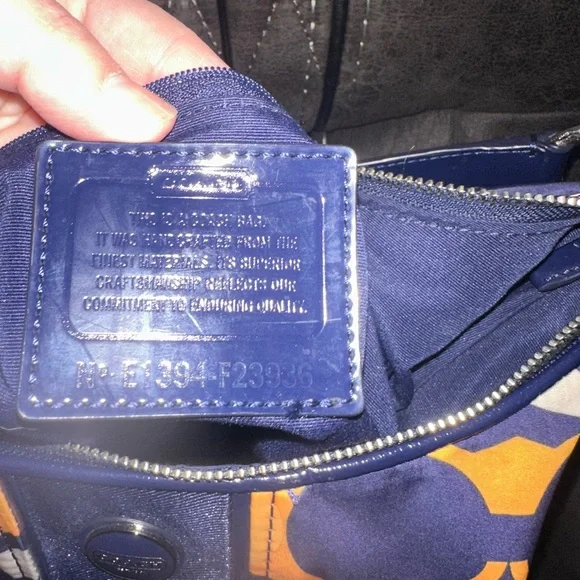 THIS IS A COACH BAG.
IT WAS HANDCRAFTED FROM THE
FINEST MATERIALS. ITS SUPERIOR
CRAFTSMANSHIP REFLECTS OUR
COMMITMENT TO ENDURING QUALITY.
Nº E1394-F23936